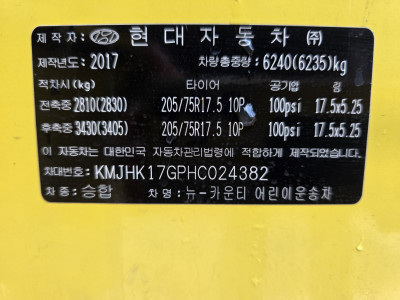 제작자: 현대자동차㈜
제작년도: 2017 차량총중량: 6240(6235)kg
적차시(kg) 타이어 공기압 림
전축중 2810(2830) 205/75R17.5 10P 100psi 17.5x5.25
후축중 3430(3405) 205/75R17.5 10P 100psi 17.5x5.25
이 자동차는 대한민국 자동차관리법령에 적합하게 제작되었음.
차대번호: KMJHK17GPHC024382
차종: 승합 차명: 뉴-카운티 어린이운송차